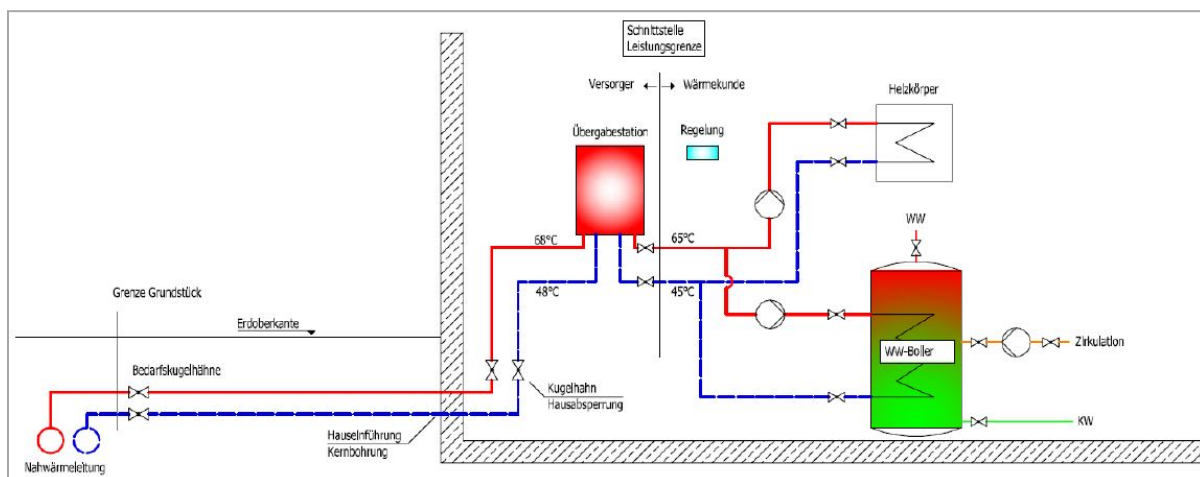 Schnittstelle
Leistungsgrenze
Versorger
Wärmekunde
Heizkörper
Übergabestation
Regelung
WW
68°C
65°C
48°C
45°C
Grenze Grundstück
Erdoberkante
WW-Boiler
Zirkulation
Bedarfskugelhähne
Kugelhahn
Hausabsperrung
Hauseinführung
Kernbohrung
KW
Nahwärmeleitung